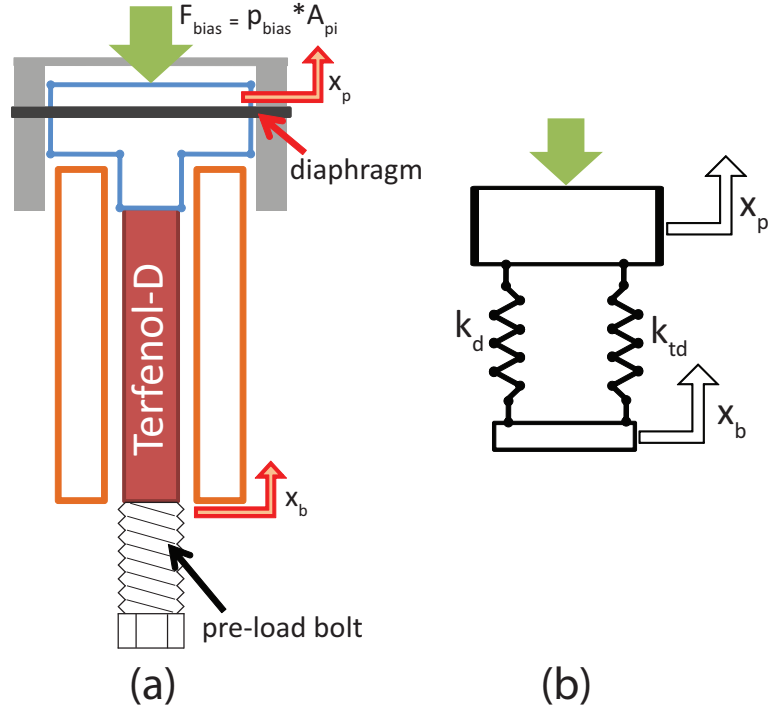 F_bias = p_bias*A_pi
x_p
diaphragm
Terfenol-D
x_b
pre-load bolt
(a)
x_p
k_d
k_td
x_b
(b)